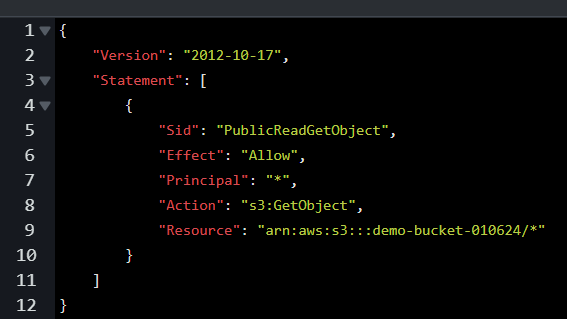 1 {
2     "Version": "2012-10-17",
3     "Statement": [
4         {
5             "Sid": "PublicReadGetObject",
6             "Effect": "Allow",
7             "Principal": "*",
8             "Action": "s3:GetObject",
9             "Resource": "arn:aws:s3:::demo-bucket-010624/*"
10         }
11     ]
12 }